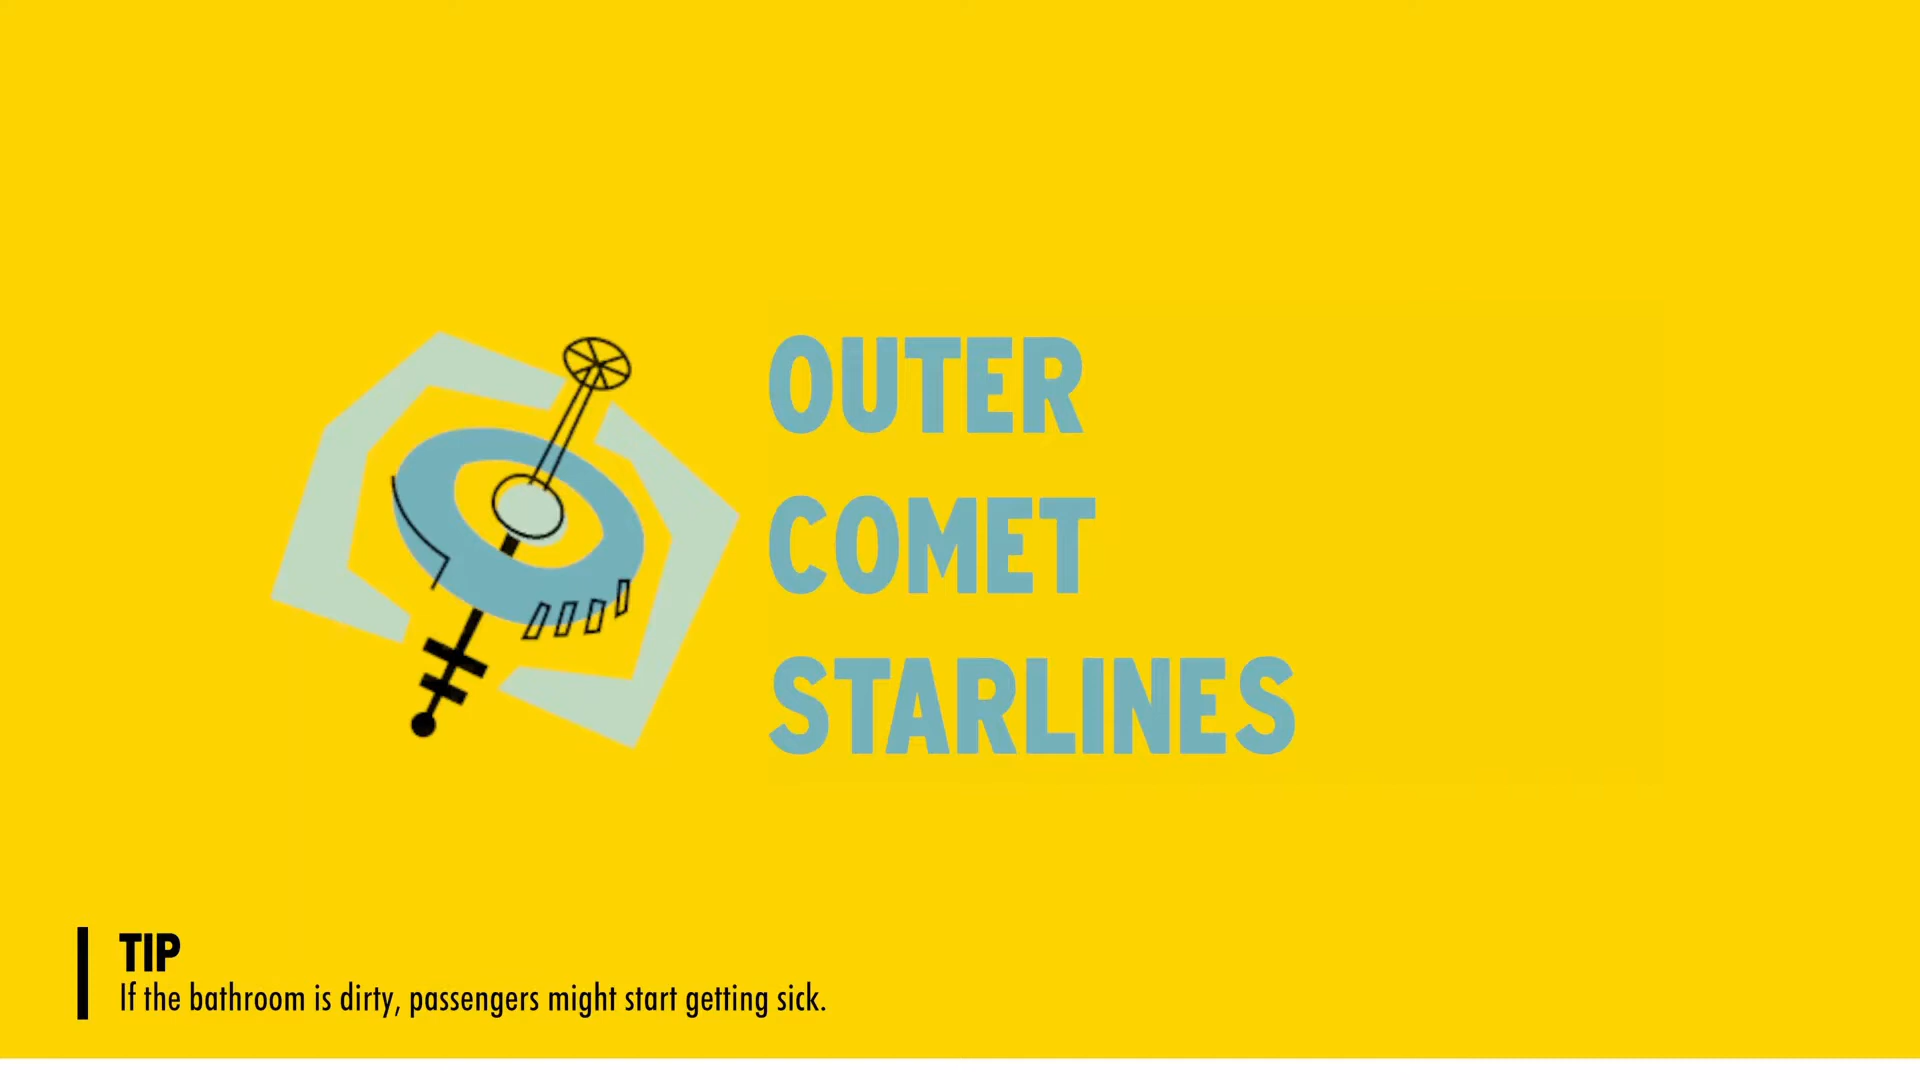 OUTER
COMET
STARLINES
TIP
If the bathroom is dirty, passengers might start getting sick.